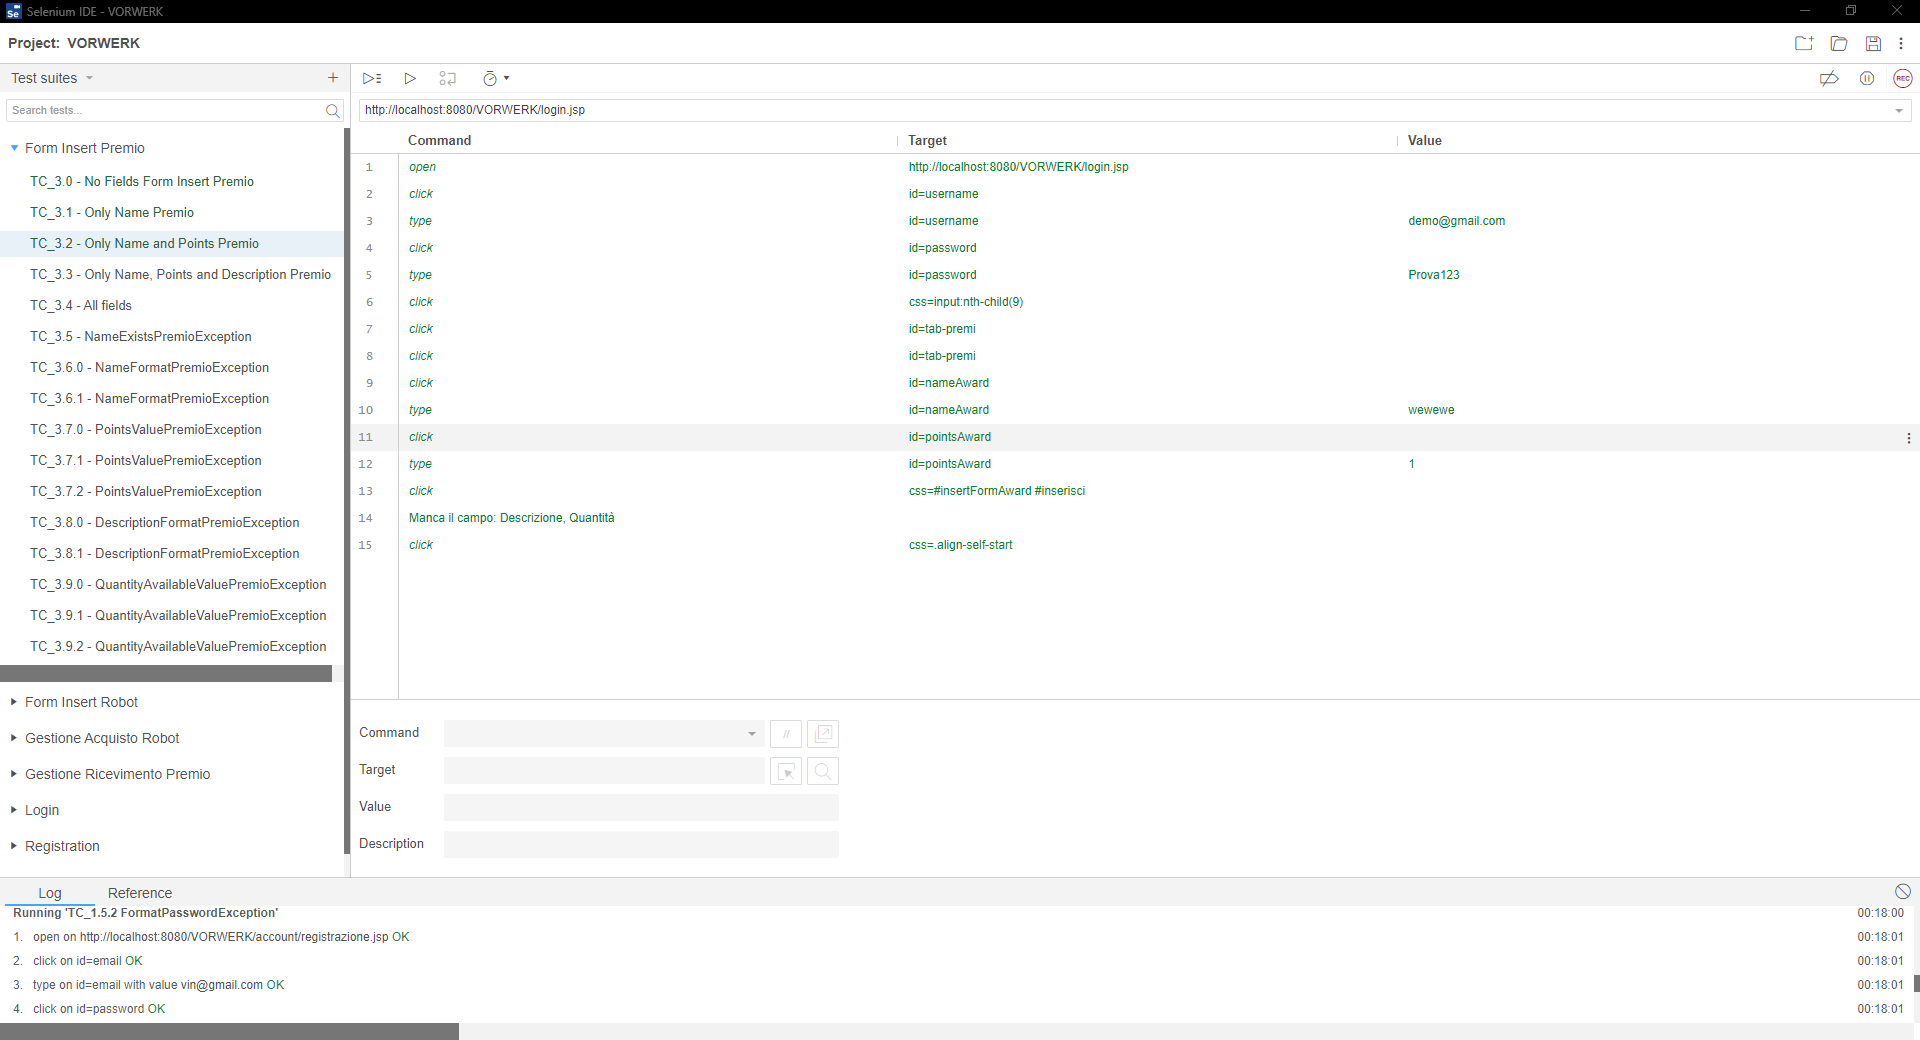 Selenium IDE - VORWERK
Project: VORWERK
Test suites
Search tests...
http://localhost:8080/VORWERK/login.jsp
REC
Form Insert Premio
TC_3.0 - No Fields Form Insert Premio
TC_3.1 - Only Name Premio
TC_3.2 - Only Name and Points Premio
TC_3.3 - Only Name, Points and Description Premio
TC_3.4 - All fields
TC_3.5 - NameExistsPremioException
TC_3.6.0 - NameFormatPremioException
TC_3.6.1 - NameFormatPremioException
TC_3.7.0 - PointsValuePremioException
TC_3.7.1 - PointsValuePremioException
TC_3.7.2 - PointsValuePremioException
TC_3.8.0 - DescriptionFormatPremioException
TC_3.8.1 - DescriptionFormatPremioException
TC_3.9.0 - QuantityAvailableValuePremioException
TC_3.9.1 - QuantityAvailableValuePremioException
TC_3.9.2 - QuantityAvailableValuePremioException
Form Insert Robot
Gestione Acquisto Robot
Gestione Ricevimento Premio
Login
Registration
Command Target Value
1 open http://localhost:8080/VORWERK/login.jsp
2 click id=username
3 type id=username demo@gmail.com
4 click id=password
5 type id=password Prova123
6 click css=input:nth-child(9)
7 click id=tab-premi
8 click id=tab-premi
9 click id=nameAward
10 type id=nameAward wewewe
11 click id=pointsAward
12 type id=pointsAward 1
13 click css=#insertFormAward #inserisci
14 Manca il campo: Descrizione, Quantità
15 click css=.align-self-start
Command //
Target
Value
Description
Log Reference
Running 'TC_1.5.2 FormatPasswordException' 00:18:00
1. open on http://localhost:8080/VORWERK/account/registrazione.jsp OK 00:18:01
2. click on id=email OK 00:18:01
3. type on id=email with value vin@gmail.com OK 00:18:01
4. click on id=password OK 00:18:01